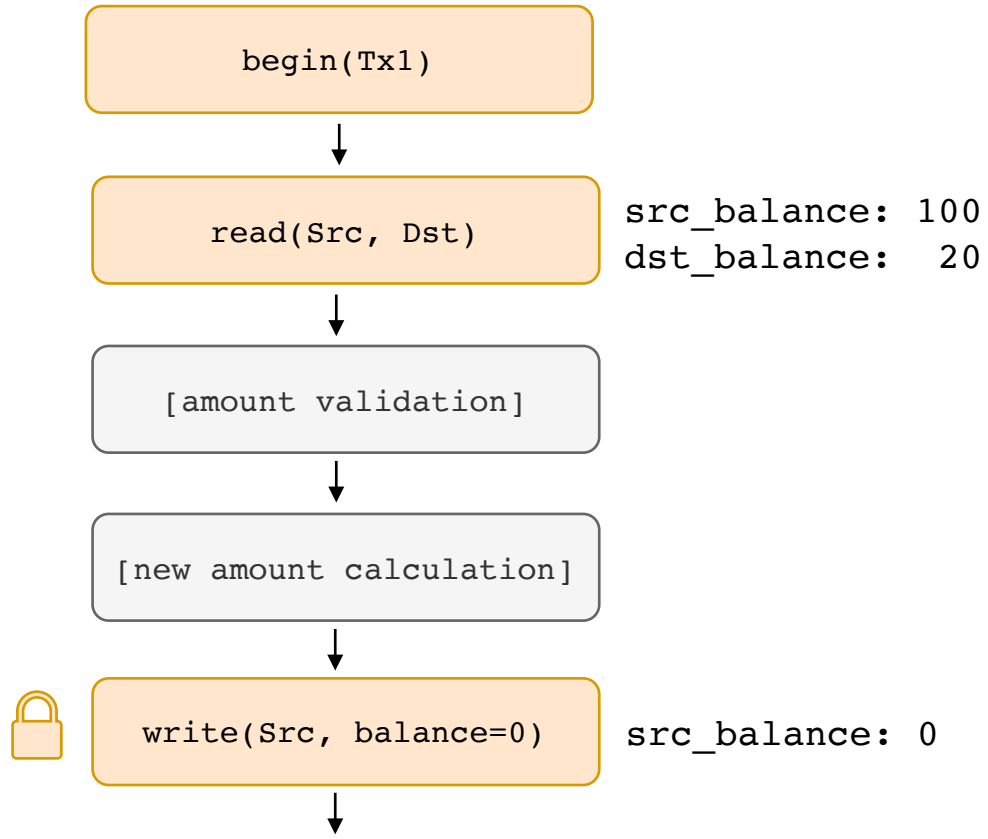 begin(Tx1)
read(Src, Dst)
src_balance: 100
dst_balance:  20
[amount validation]
[new amount calculation]
write(Src, balance=0)
src_balance: 0